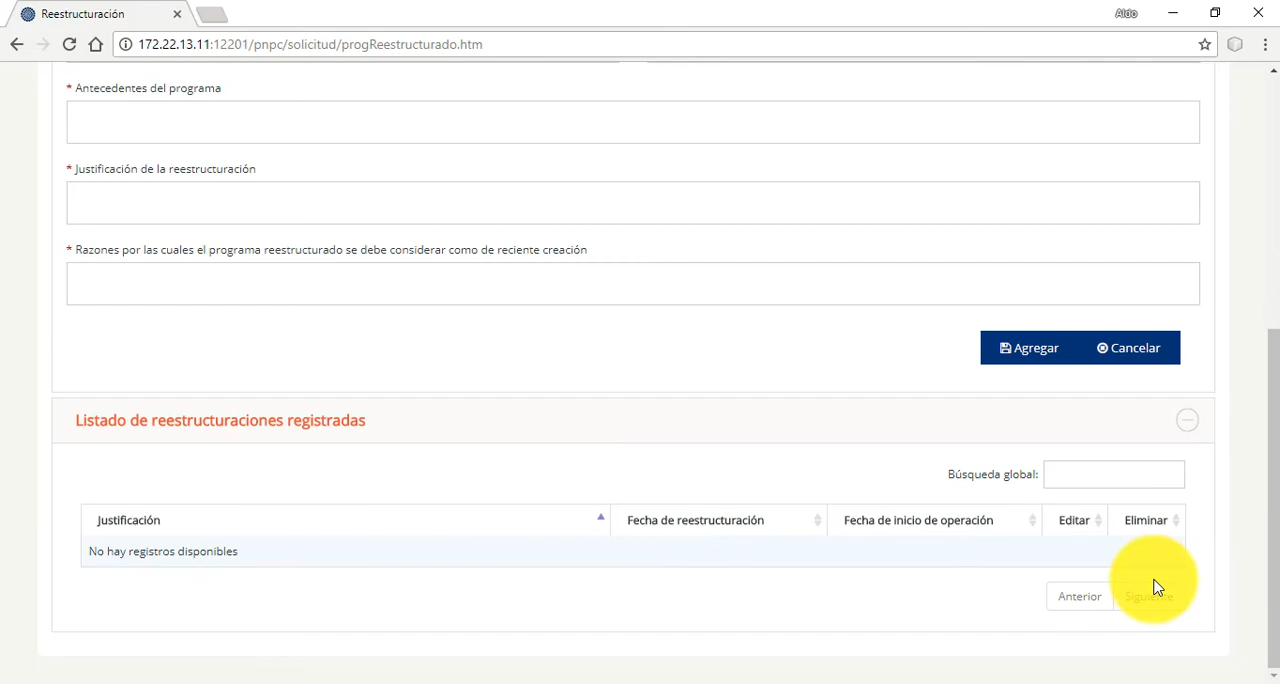 Reestructuración
Aldo
172.22.13.11:12201/pnpc/solicitud/progReestructurado.htm
* Antecedentes del programa
* Justificación de la reestructuración
* Razones por las cuales el programa reestructurado se debe considerar como de reciente creación
Agregar Cancelar
Listado de reestructuraciones registradas
Búsqueda global:
Justificación Fecha de reestructuración Fecha de inicio de operación Editar Eliminar
No hay registros disponibles
Anterior Siguiente